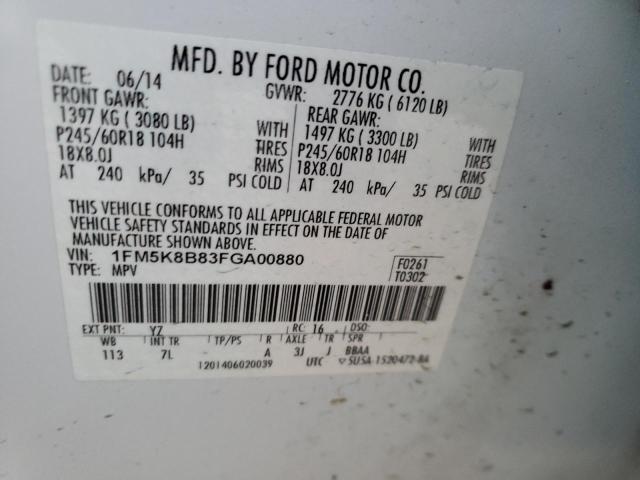 MFD. BY FORD MOTOR CO.
DATE: 06/14
GVWR: 2776 KG ( 6120 LB)
FRONT GAWR:
1397 KG ( 3080 LB)
WITH
P245/60R18 104H
TIRES
18X8.0J
RIMS
AT 240 kPa/ 35 PSI COLD
REAR GAWR:
1497 KG ( 3300 LB)
WITH
P245/60R18 104H
TIRES
18X8.0J
RIMS
AT 240 kPa/ 35 PSI COLD
THIS VEHICLE CONFORMS TO ALL APPLICABLE FEDERAL MOTOR
VEHICLE SAFETY STANDARDS IN EFFECT ON THE DATE OF
MANUFACTURE SHOWN ABOVE.
VIN: 1FM5K8B83FGA00880
TYPE: MPV
F0261
T0302
EXT PNT: YZ RC: 16 DSO:
WB INT TR TP/PS R AXLE TR SPR
113 7L A 3J J BBAA
1201406020039 UTC 5U5A-1520472-BA